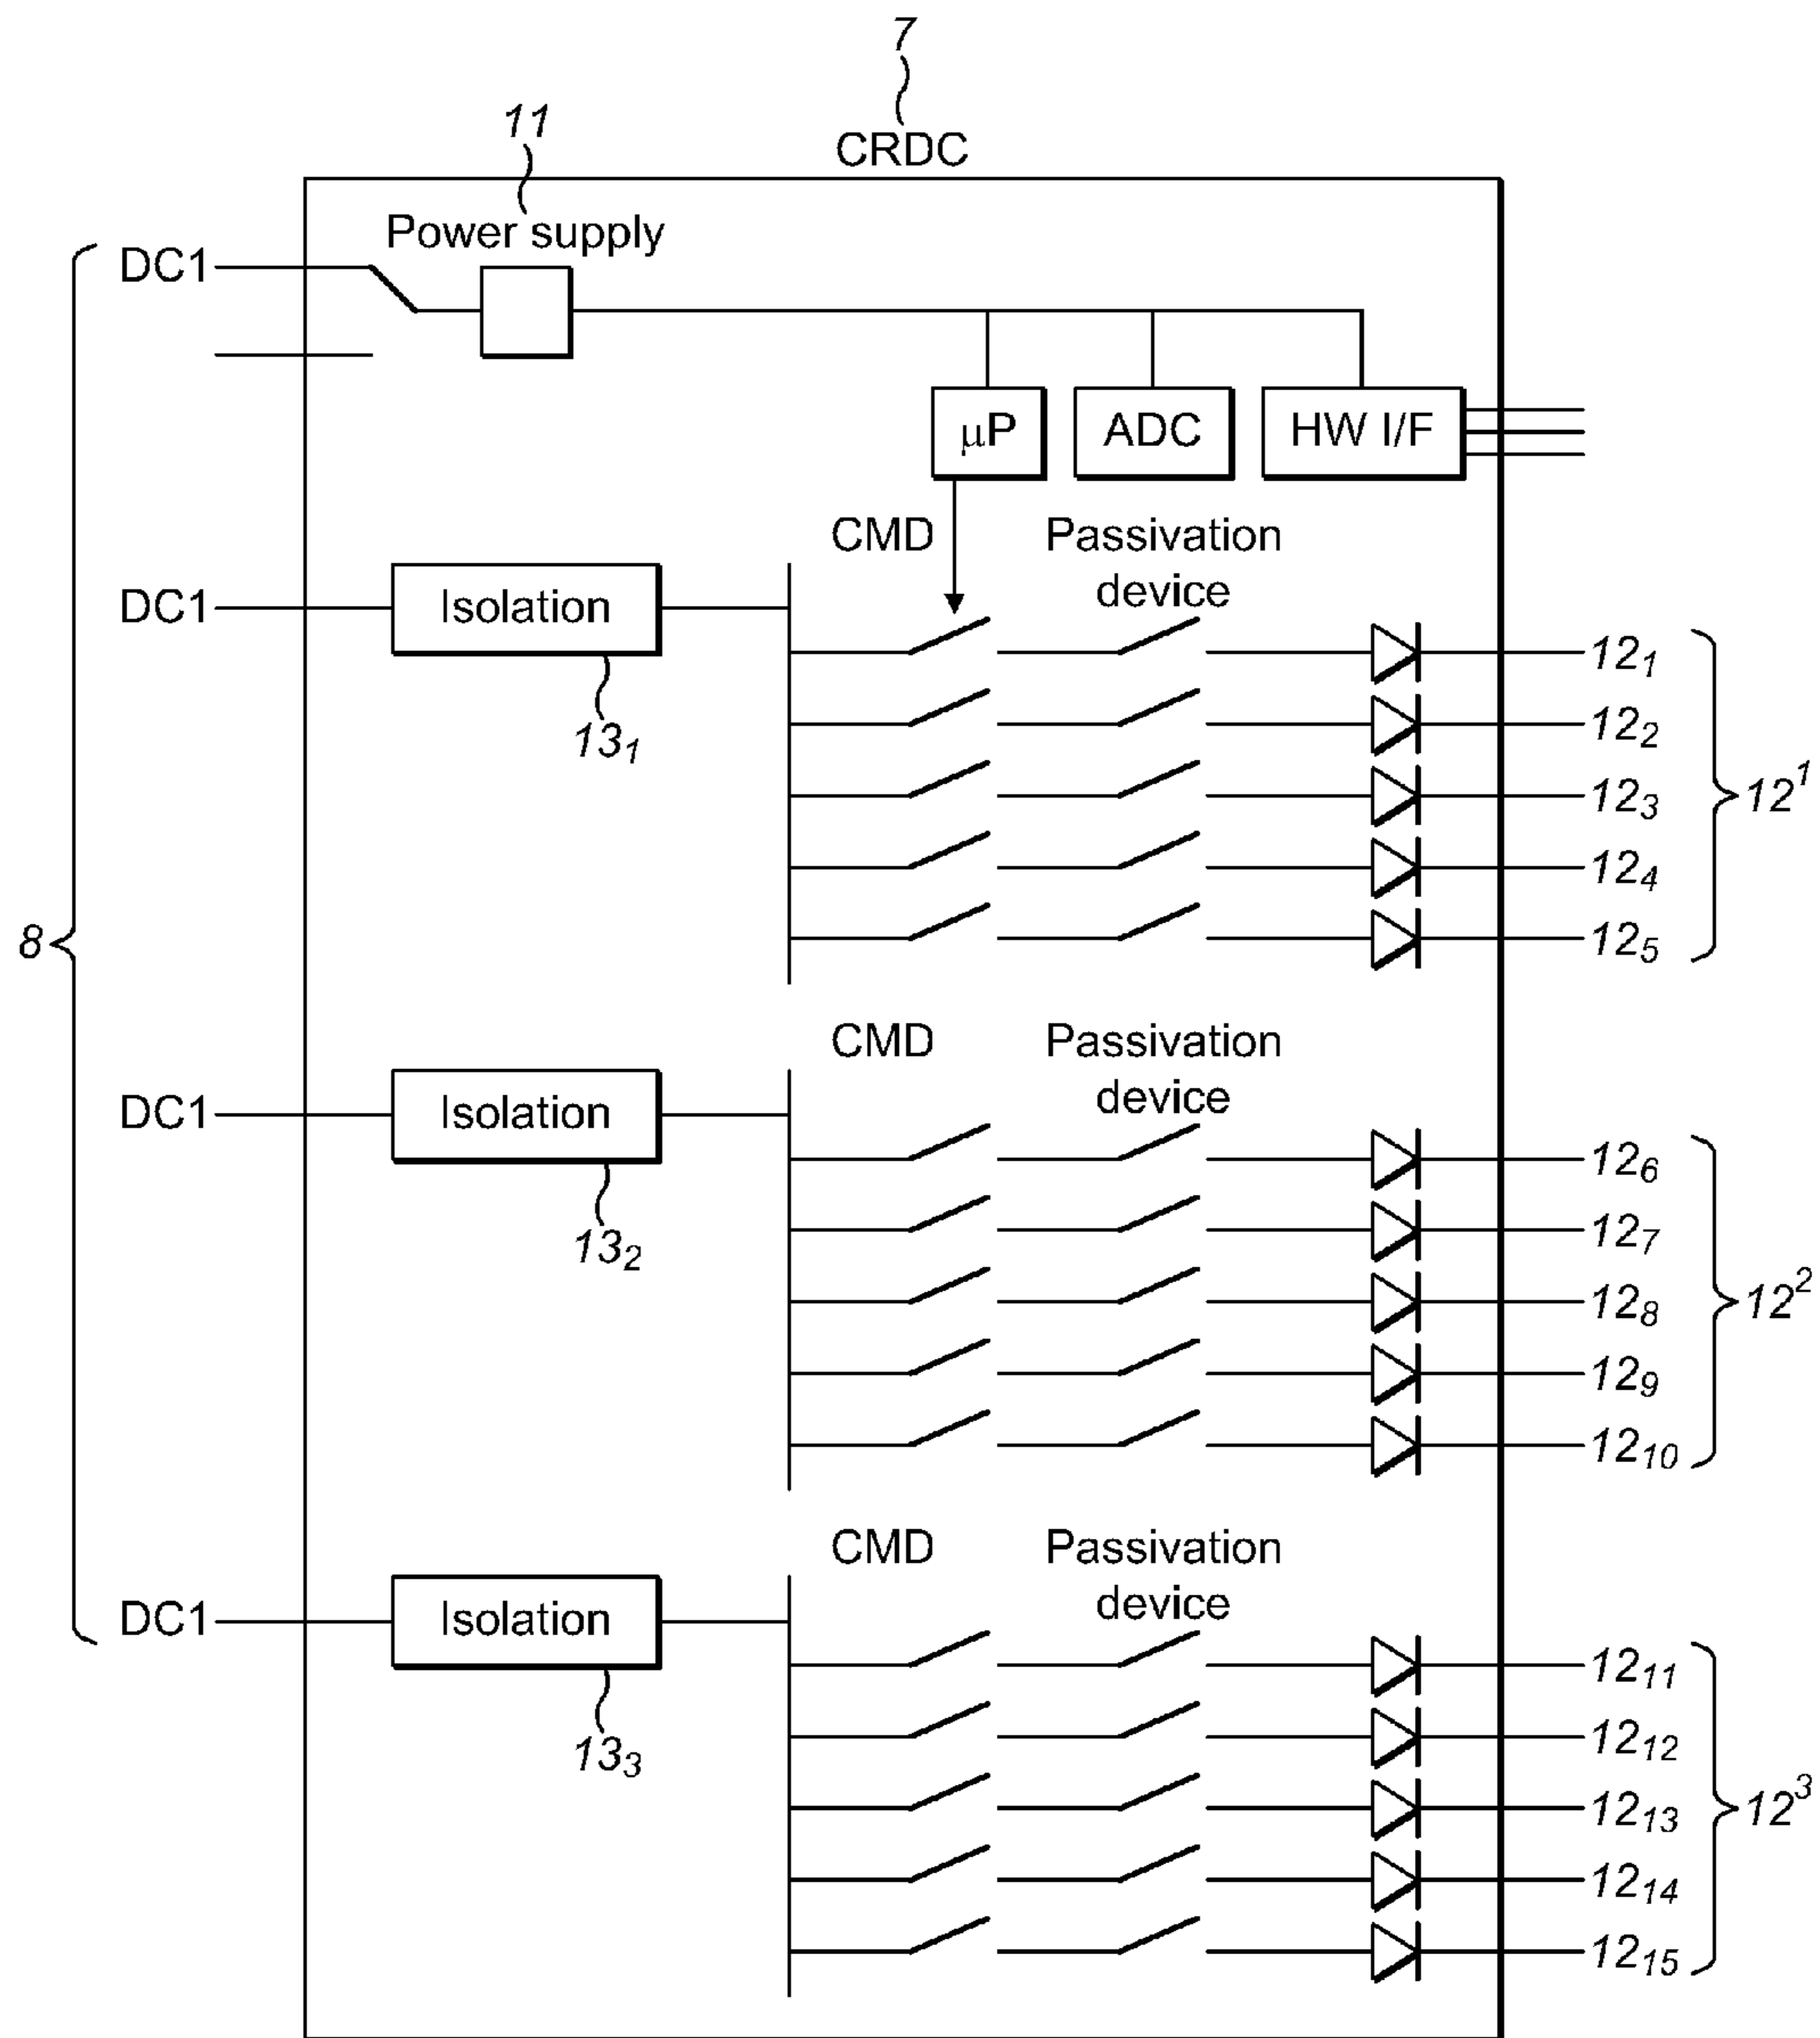 7
CRDC
11
Power supply
DC1
μP
ADC
HW I/F
CMD
Passivation
device
DC1
Isolation
13₁
12₁
12₂
12₃
12₄
12₅
12¹
8
CMD
Passivation
device
DC1
Isolation
13₂
12₆
12₇
12₈
12₉
12₁₀
12²
CMD
Passivation
device
DC1
Isolation
13₃
12₁₁
12₁₂
12₁₃
12₁₄
12₁₅
12³